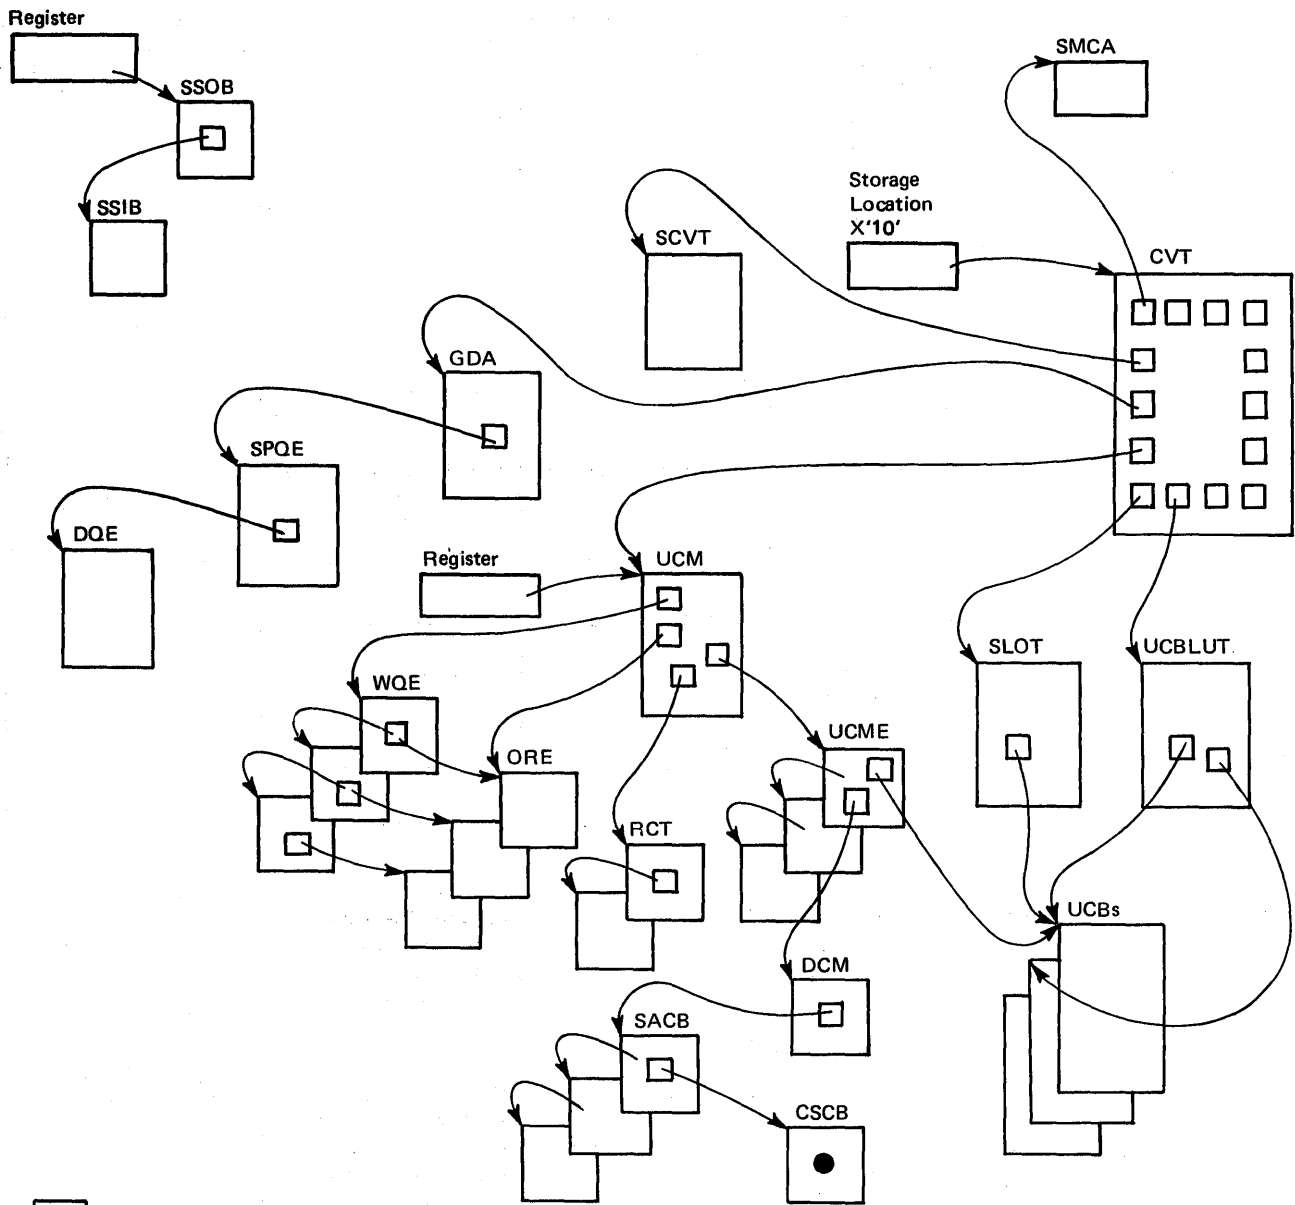 Register
SMCA
SSOB
Storage
Location
X'10'
SSIB
SCVT
CVT
GDA
SPQE
DQE
Register
UCM
SLOT
UCBLUT
WQE
UCME
ORE
RCT
UCBs
DCM
SACB
CSCB